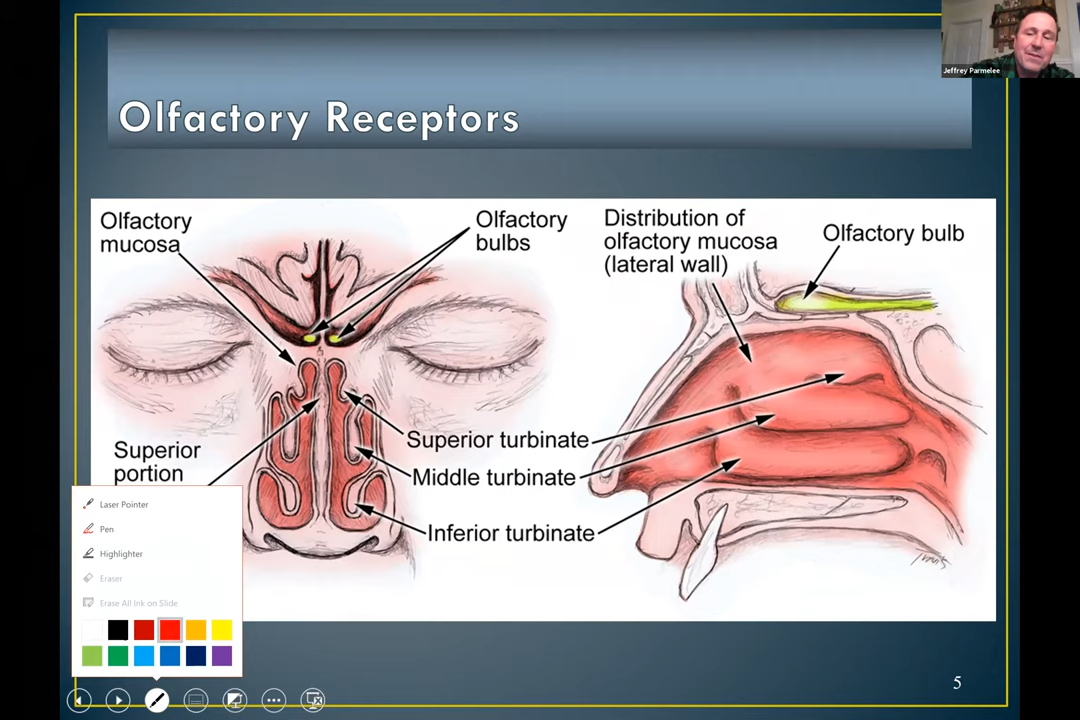 Jeffrey Parmelee
Olfactory Receptors
Olfactory
mucosa
Olfactory
bulbs
Distribution of
olfactory mucosa
(lateral wall)
Olfactory bulb
Superior turbinate
Middle turbinate
Inferior turbinate
Superior
portion
Laser Pointer
Pen
Highlighter
Eraser
Erase All Ink on Slide
5